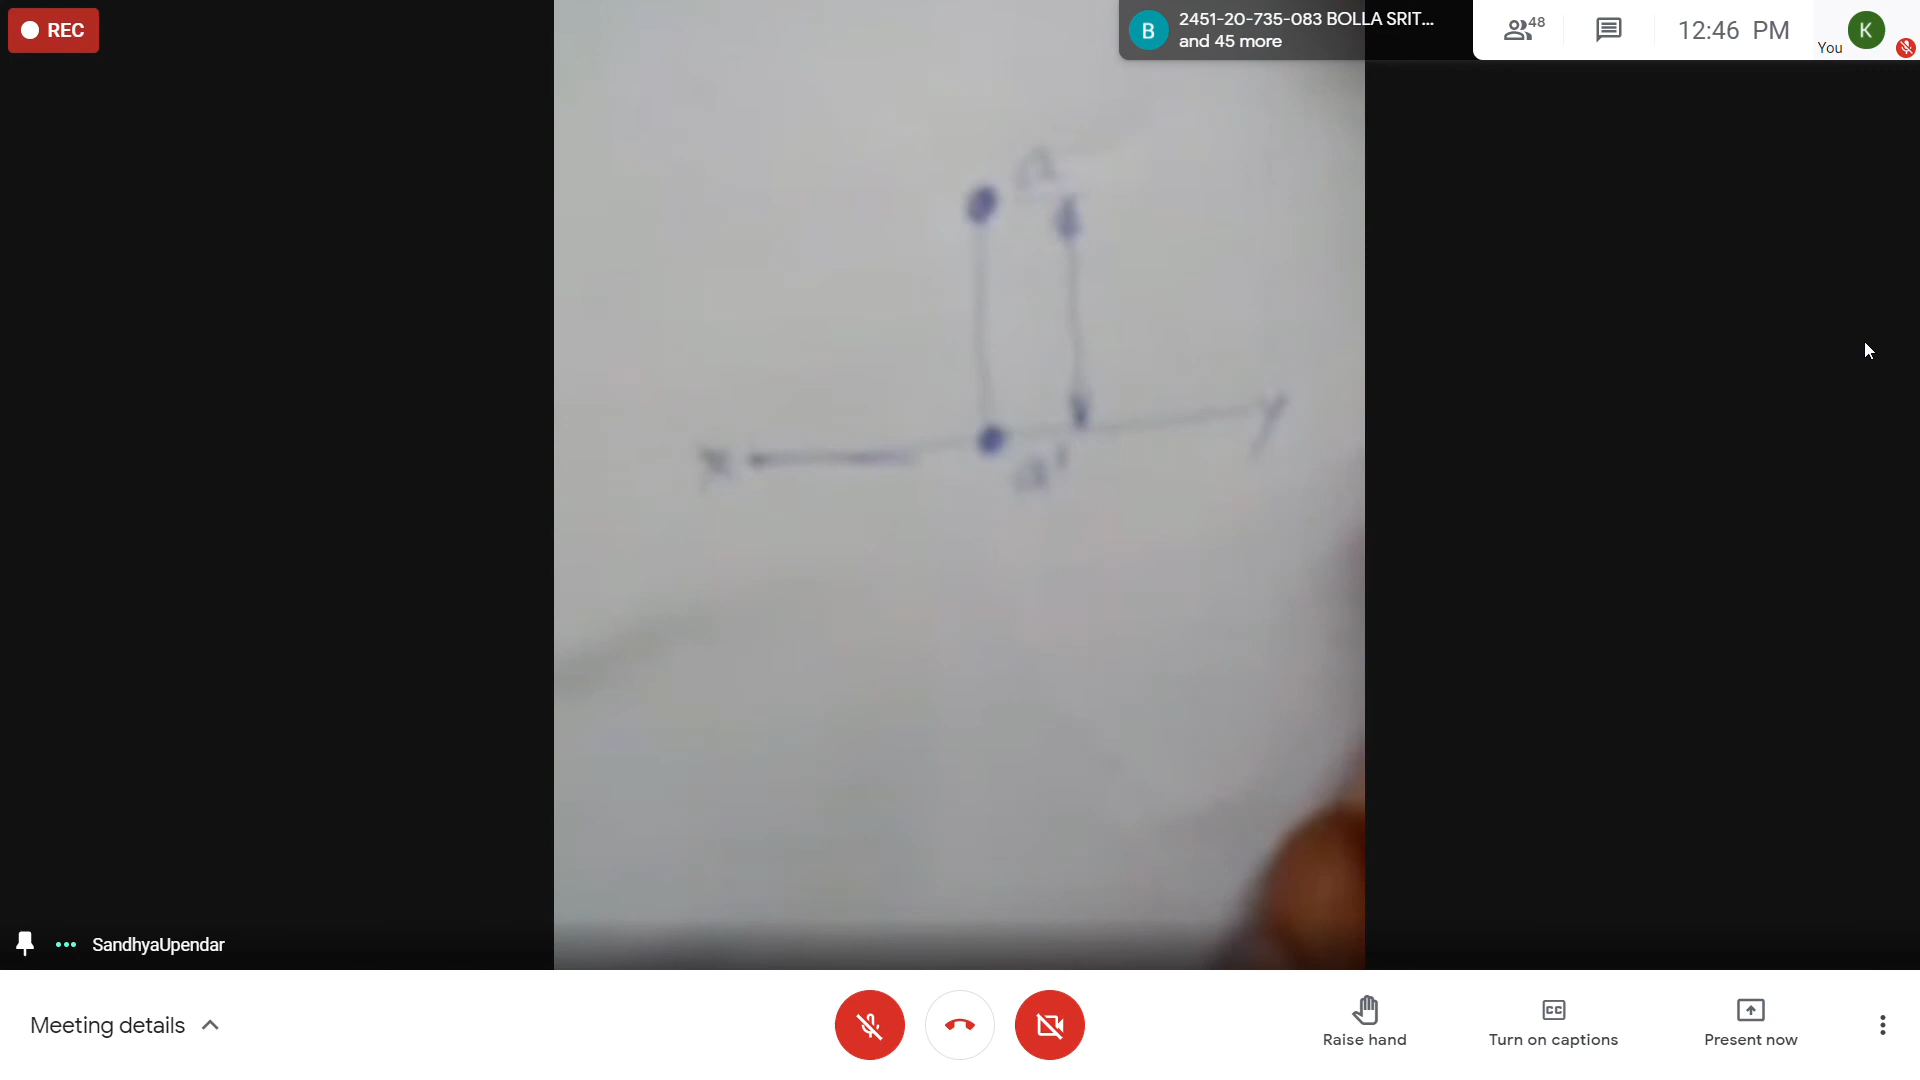 REC
B
2451-20-735-083 BOLLA SRIT...
and 45 more
48
12:46 PM
You
K
a
x
y
a'
SandhyaUpendar
Meeting details
CC
Raise hand
Turn on captions
Present now